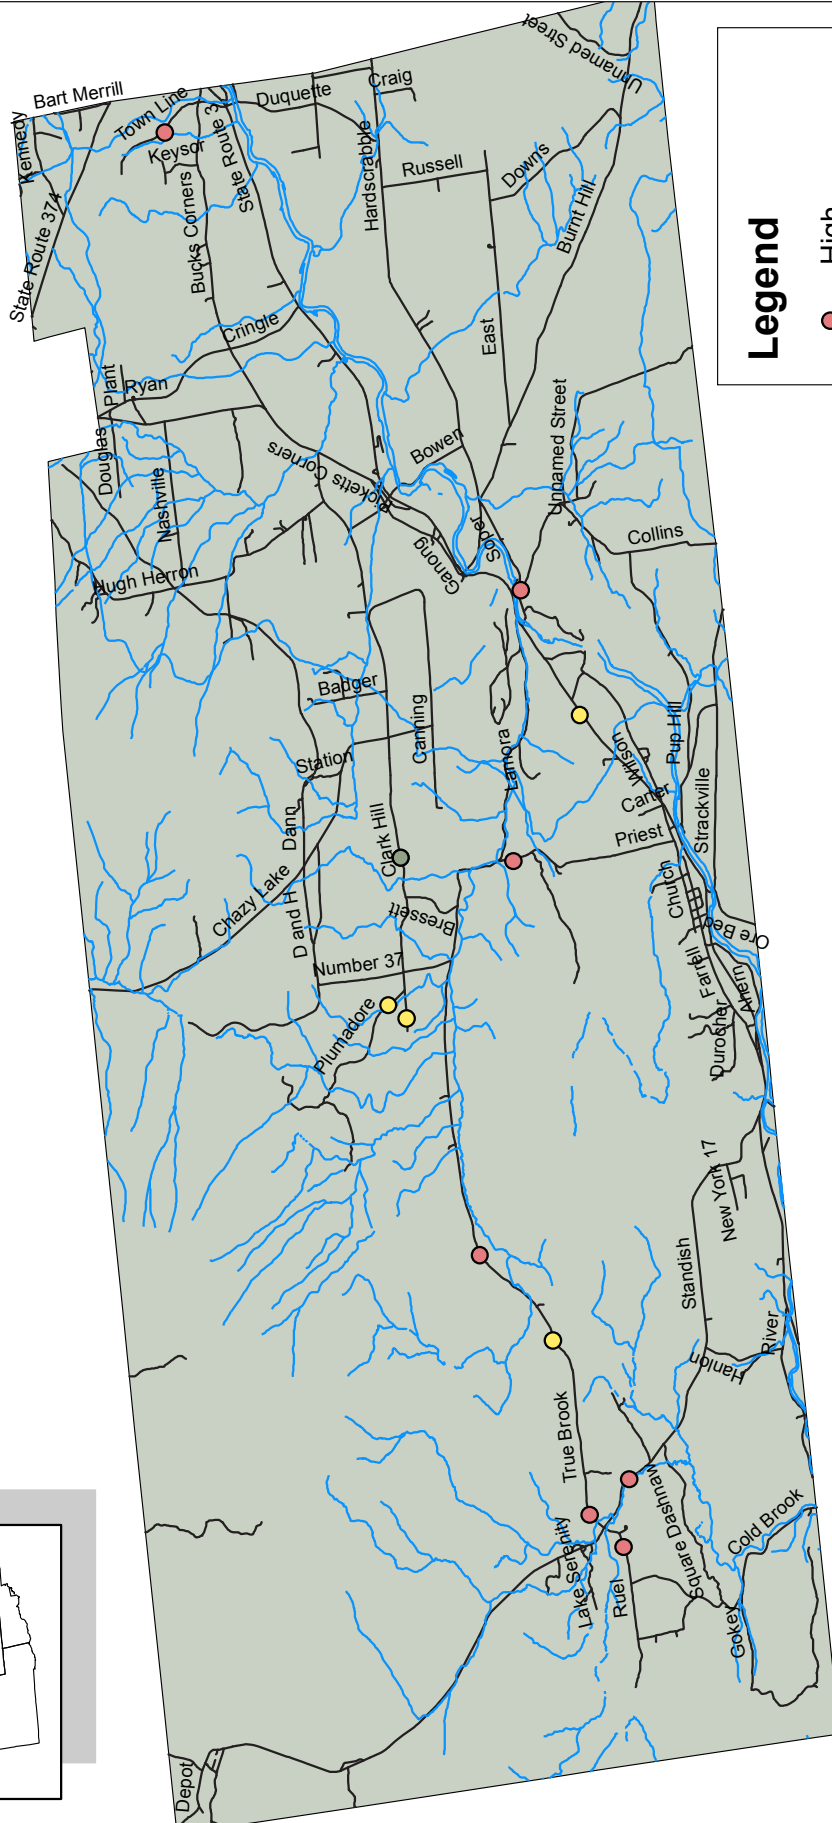 Unnamed Street
Bart Merrill
Town Line
Craig
Duquette
Kennedy
Keysor
State Route 3
Hardscrabble
Russell
Downs
State Route 374
Bucks Corners
Burnt Hill
Legend
High
Cringle
East
Plant
Ryan
Douglas
Nashville
Ricketts Corners
Bowen
Unnamed Street
Soper
Ganong
Collins
Hugh Herron
Badger
Canning
Station
Lamora
Wilson
Pup Hill
Dann
Clark Hill
Carter
Priest
Strackville
Chazy Lake
D and H
Bressett
Church
Ore Bed
Number 37
Farrell
Ahern
Plumadore
Durocher
New York 17
Standish
Hanlon
River
True Brook
Square Dashnaw
Cold Brook
Lake Serenity
Ruel
Gokey
Depot